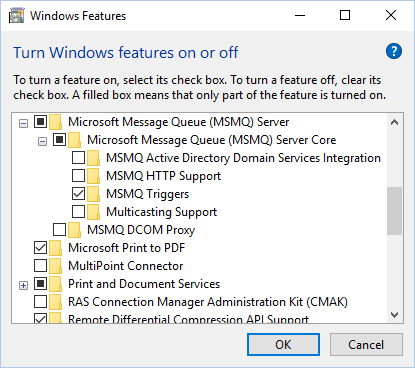 Windows Features
Turn Windows features on or off
To turn a feature on, select its check box. To turn a feature off, clear its
check box. A filled box means that only part of the feature is turned on.
Microsoft Message Queue (MSMQ) Server
Microsoft Message Queue (MSMQ) Server Core
MSMQ Active Directory Domain Services Integration
MSMQ HTTP Support
MSMQ Triggers
Multicasting Support
MSMQ DCOM Proxy
Microsoft Print to PDF
MultiPoint Connector
Print and Document Services
RAS Connection Manager Administration Kit (CMAK)
Remote Differential Compression API Support
OK
Cancel